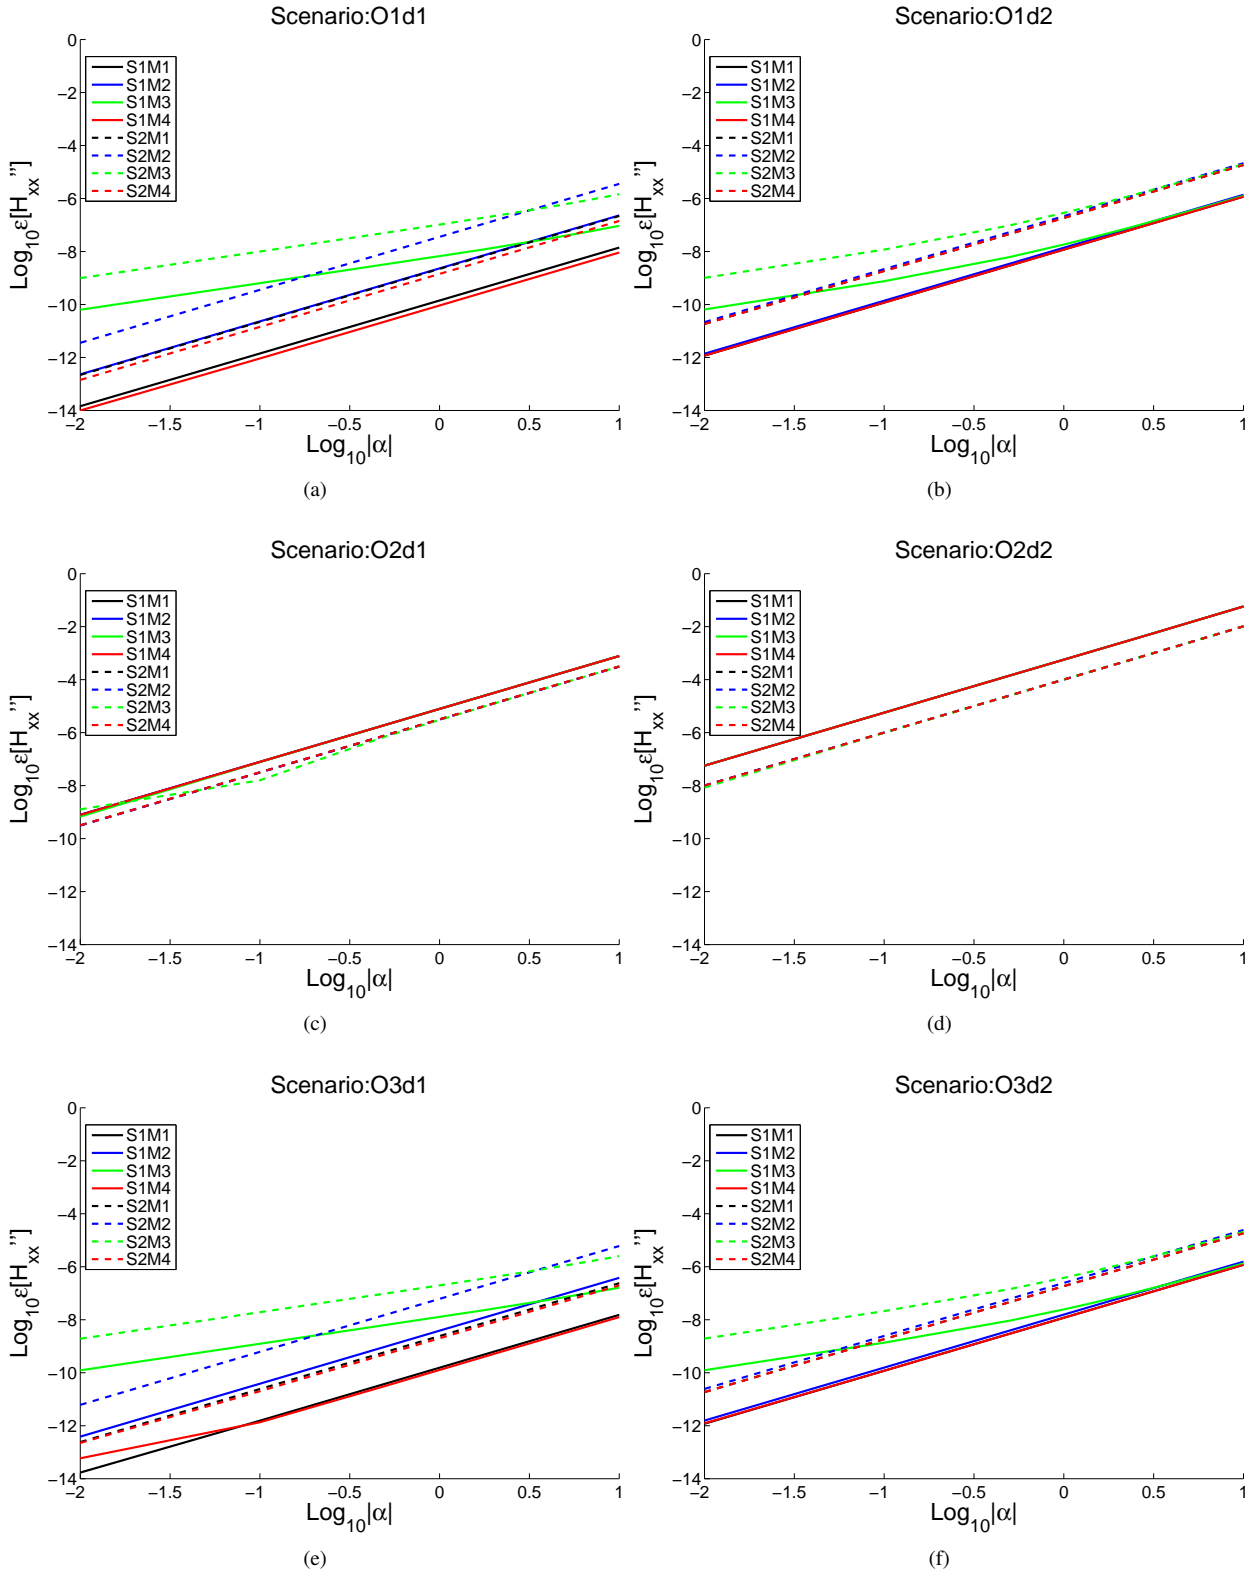 Scenario:O1d1
0
−2
−4
−6
−8
−10
−12
−14
Log10ε[Hxx’’]
S1M1
S1M2
S1M3
S1M4
S2M1
S2M2
S2M3
S2M4
−2 −1.5 −1 −0.5 0 0.5 1
Log10|α|
(a)
Scenario:O1d2
0
−2
−4
−6
−8
−10
−12
−14
Log10ε[Hxx’’]
S1M1
S1M2
S1M3
S1M4
S2M1
S2M2
S2M3
S2M4
−2 −1.5 −1 −0.5 0 0.5 1
Log10|α|
(b)
Scenario:O2d1
0
−2
−4
−6
−8
−10
−12
−14
Log10ε[Hxx’’]
S1M1
S1M2
S1M3
S1M4
S2M1
S2M2
S2M3
S2M4
−2 −1.5 −1 −0.5 0 0.5 1
Log10|α|
(c)
Scenario:O2d2
0
−2
−4
−6
−8
−10
−12
−14
Log10ε[Hxx’’]
S1M1
S1M2
S1M3
S1M4
S2M1
S2M2
S2M3
S2M4
−2 −1.5 −1 −0.5 0 0.5 1
Log10|α|
(d)
Scenario:O3d1
0
−2
−4
−6
−8
−10
−12
−14
Log10ε[Hxx’’]
S1M1
S1M2
S1M3
S1M4
S2M1
S2M2
S2M3
S2M4
−2 −1.5 −1 −0.5 0 0.5 1
Log10|α|
(e)
Scenario:O3d2
0
−2
−4
−6
−8
−10
−12
−14
Log10ε[Hxx’’]
S1M1
S1M2
S1M3
S1M4
S2M1
S2M2
S2M3
S2M4
−2 −1.5 −1 −0.5 0 0.5 1
Log10|α|
(f)